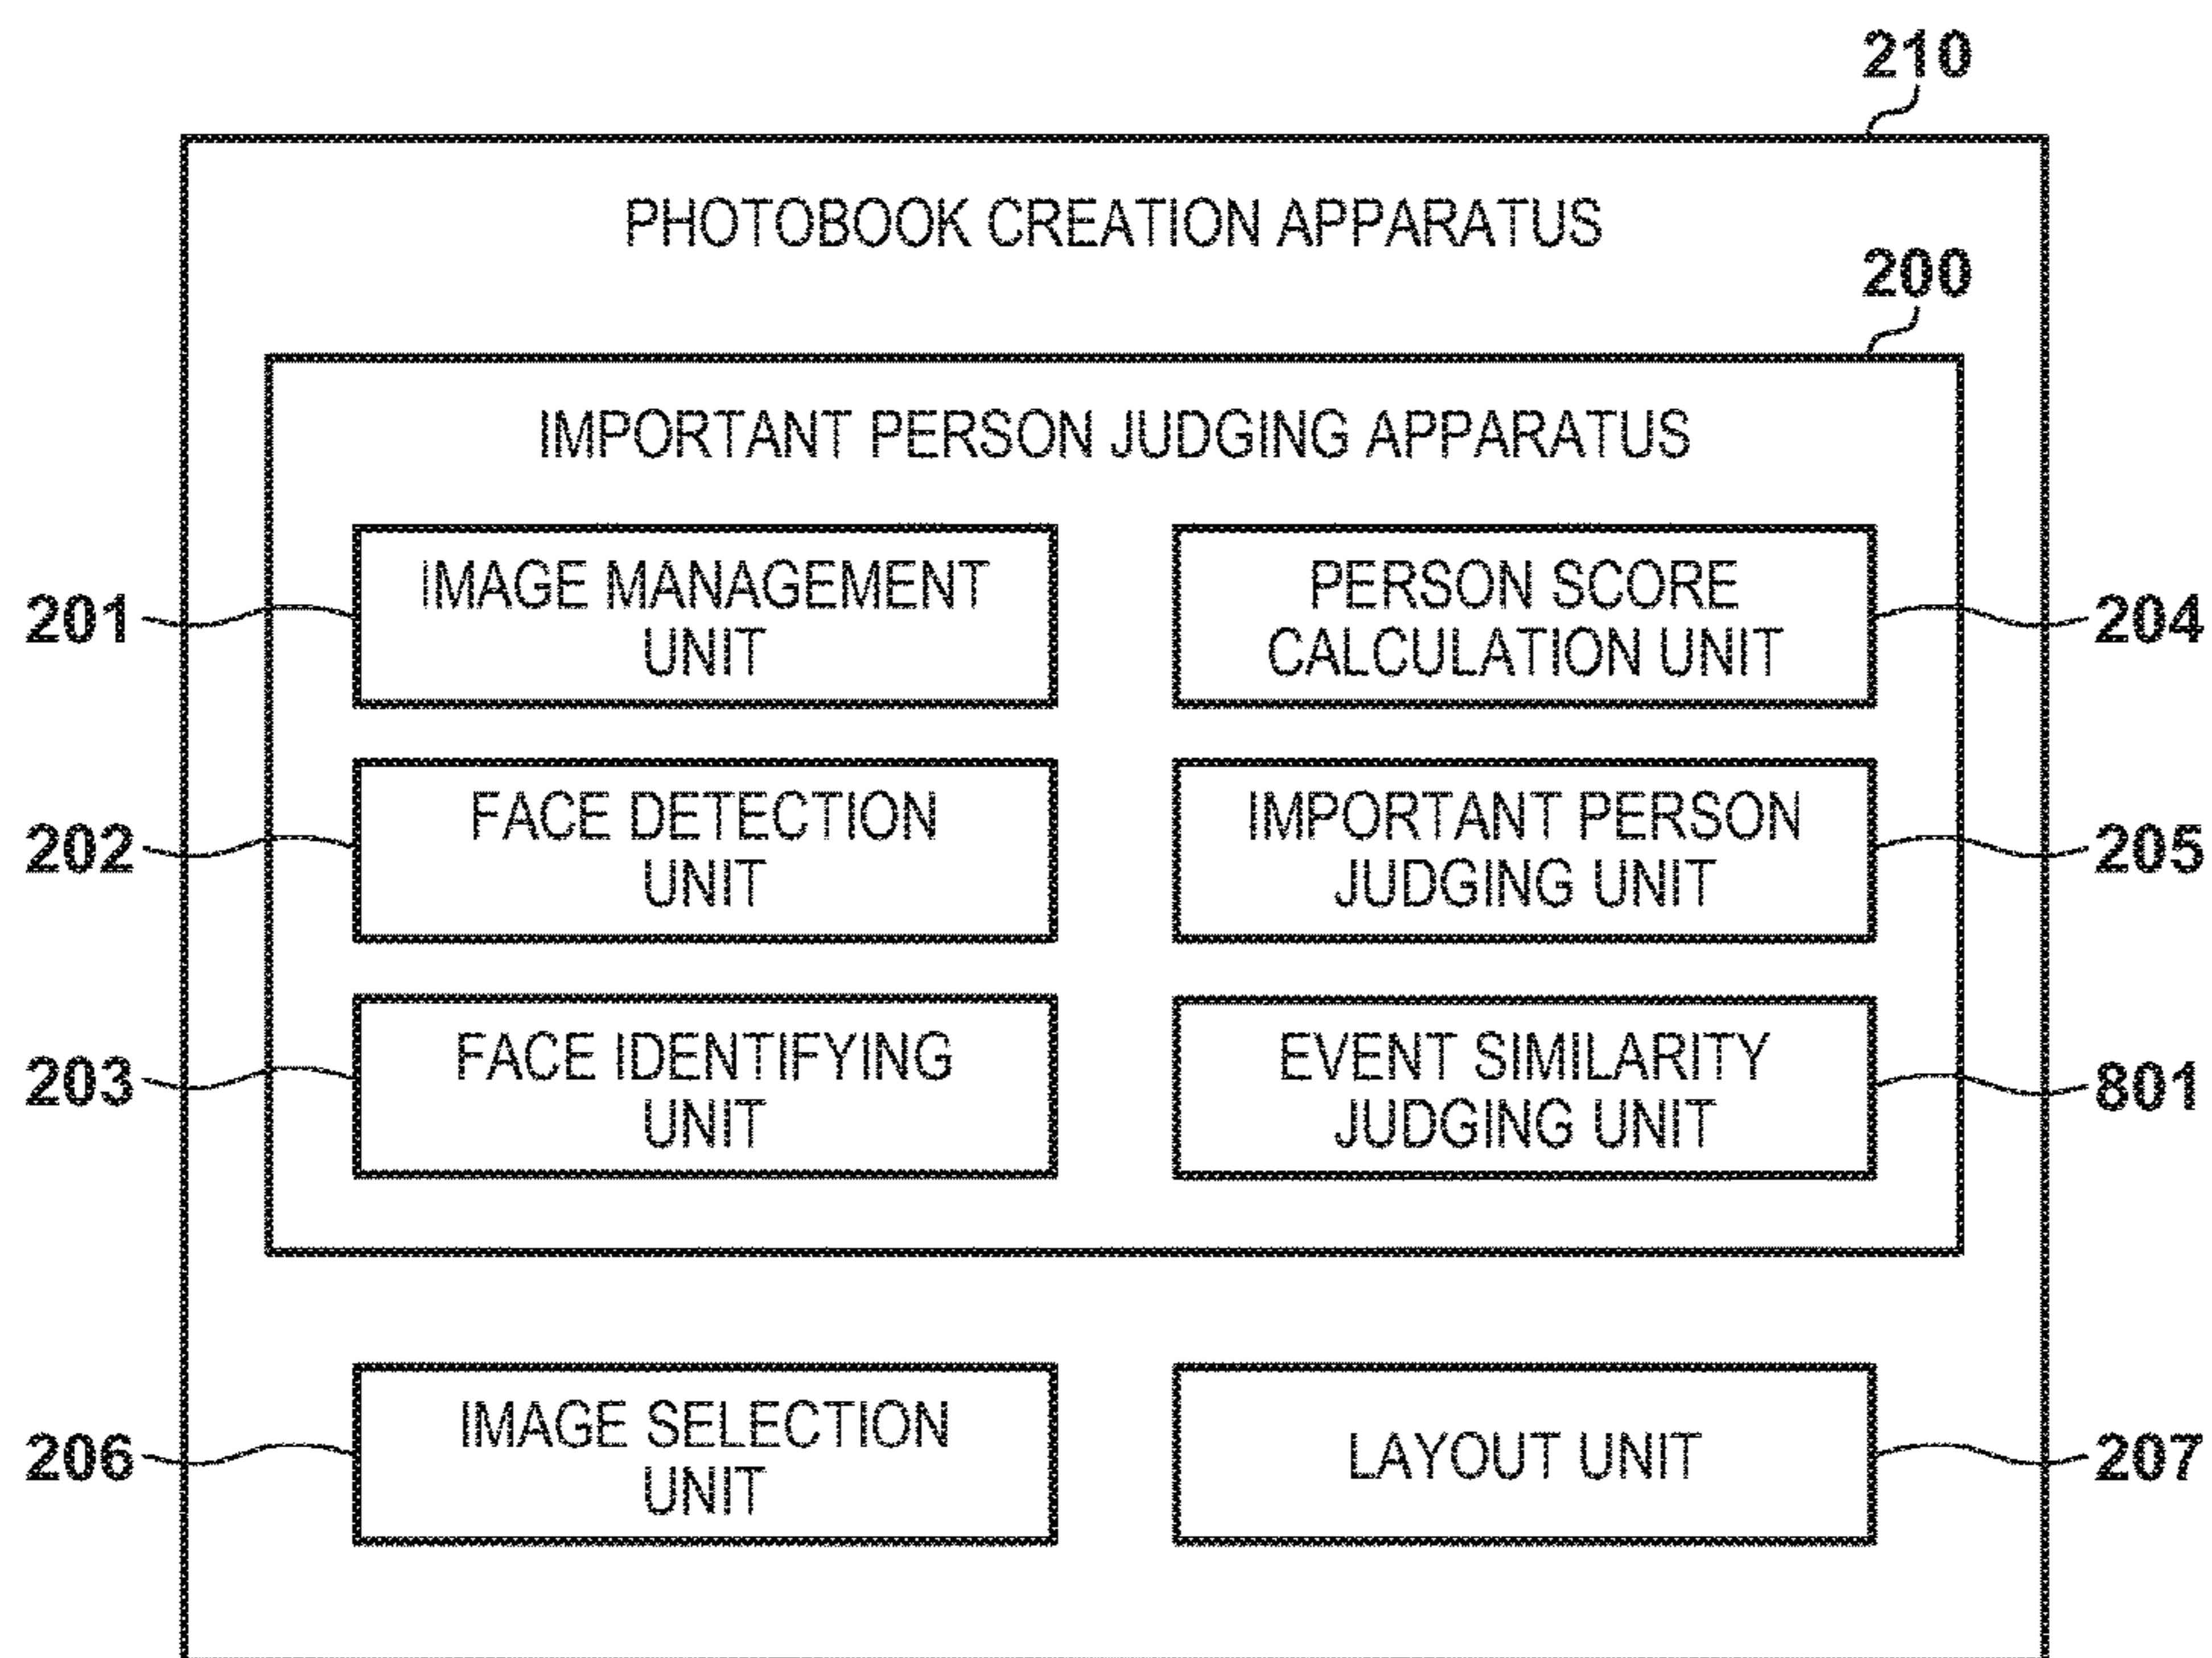 210
PHOTOBOOK CREATION APPARATUS
200
IMPORTANT PERSON JUDGING APPARATUS
201
IMAGE MANAGEMENT
UNIT
PERSON SCORE
CALCULATION UNIT
204
202
FACE DETECTION
UNIT
IMPORTANT PERSON
JUDGING UNIT
205
203
FACE IDENTIFYING
UNIT
EVENT SIMILARITY
JUDGING UNIT
801
206
IMAGE SELECTION
UNIT
LAYOUT UNIT
207